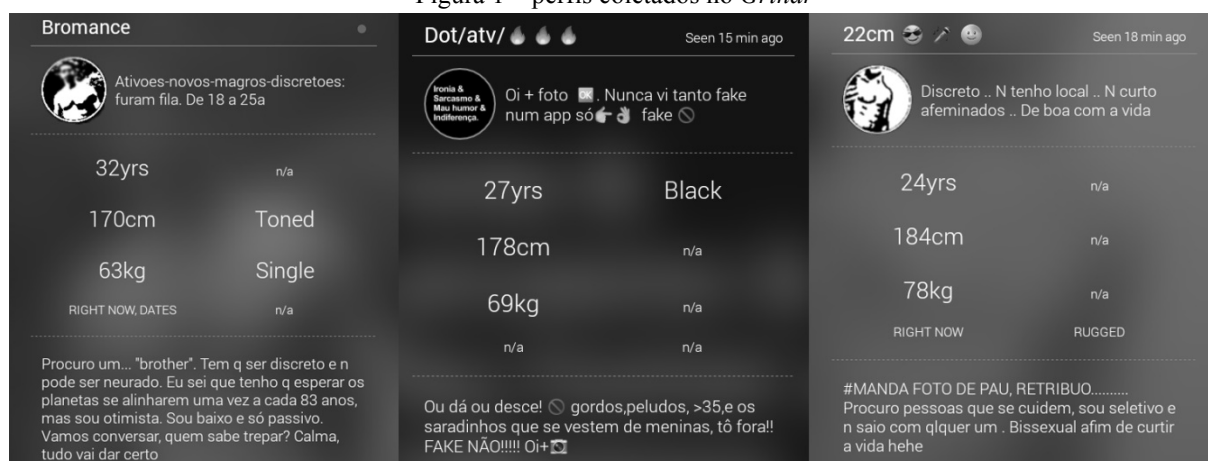 Figura 1 – perfis coletados no Grindr
Bromance
Ativoes-novos-magros-discretoes:
furam fila. De 18 a 25a
32yrs n/a
170cm Toned
63kg Single
RIGHT NOW, DATES n/a
Procuro um... "brother". Tem q ser discreto e n
pode ser neurado. Eu sei que tenho q esperar os
planetas se alinharem uma vez a cada 83 anos,
mas sou otimista. Sou baixo e só passivo.
Vamos conversar, quem sabe trepar? Calma,
tudo vai dar certo
Dot/atv/🔥🔥🔥 Seen 15 min ago
Ironia &
Sarcasmo &
Mau humor &
Indiferença.
Oi + foto 🆗. Nunca vi tanto fake
num app só👉👌 fake 🚫
27yrs Black
178cm n/a
69kg n/a
n/a n/a
Ou dá ou desce! 🚫 gordos,peludos, >35,e os
saradinhos que se vestem de meninas, tô fora!!
FAKE NÃO!!!!! Oi+📷
22cm 😎 🎤 🌝 Seen 18 min ago
Discreto .. N tenho local .. N curto
afeminados .. De boa com a vida
24yrs n/a
184cm n/a
78kg n/a
RIGHT NOW RUGGED
#MANDA FOTO DE PAU, RETRIBUO..........
Procuro pessoas que se cuidem, sou seletivo e
n saio com qlquer um . Bissexual afim de curtir
a vida hehe